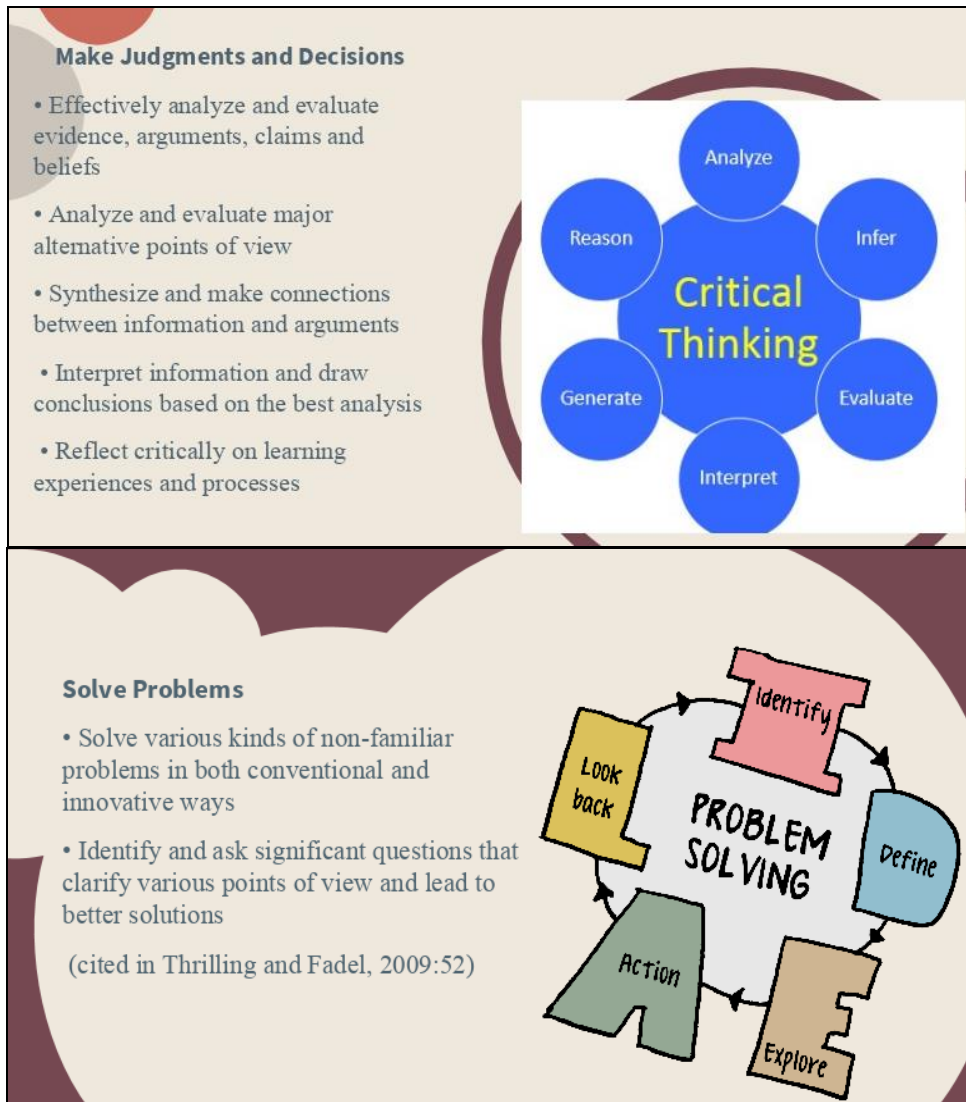 Make Judgments and Decisions
• Effectively analyze and evaluate
evidence, arguments, claims and
beliefs
• Analyze and evaluate major
alternative points of view
• Synthesize and make connections
between information and arguments
• Interpret information and draw
conclusions based on the best analysis
• Reflect critically on learning
experiences and processes
Analyze
Reason
Infer
Critical
Thinking
Generate
Evaluate
Interpret
Solve Problems
• Solve various kinds of non-familiar
problems in both conventional and
innovative ways
• Identify and ask significant questions that
clarify various points of view and lead to
better solutions
(cited in Thrilling and Fadel, 2009:52)
Identify
Look
back
PROBLEM
SOLVING
Define
Action
Explore